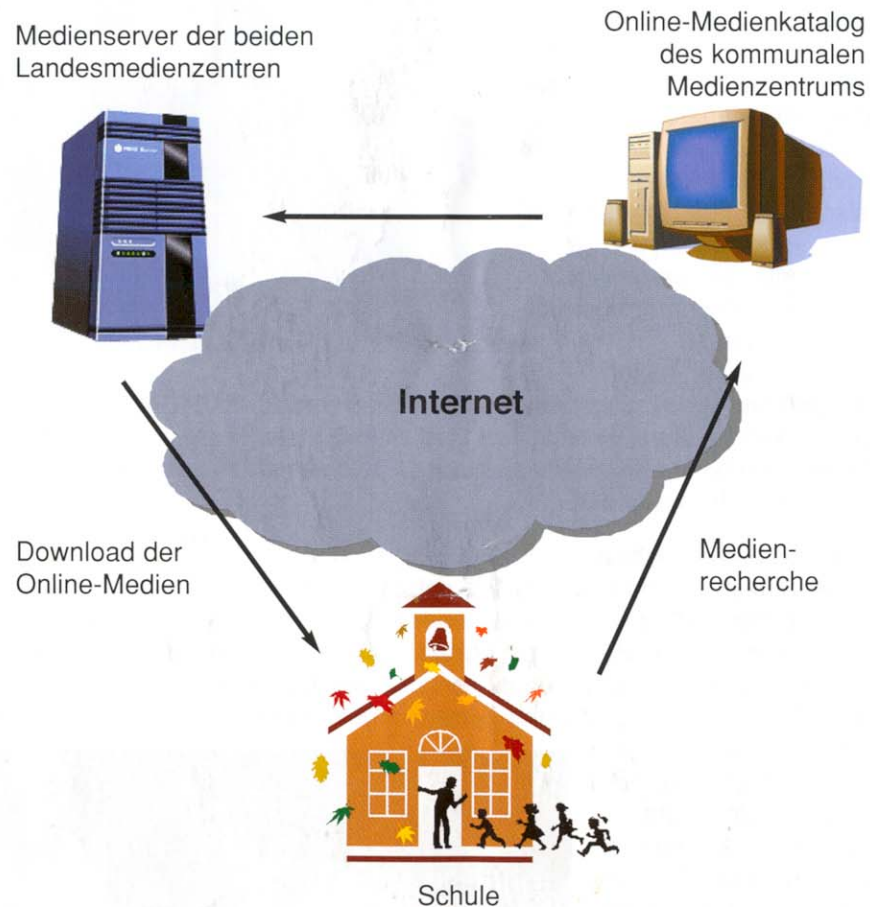 Medienserver der beiden
Landesmedienzentren
Online-Medienkatalog
des kommunalen
Medienzentrums
Internet
Download der
Online-Medien
Medien-
recherche
Schule